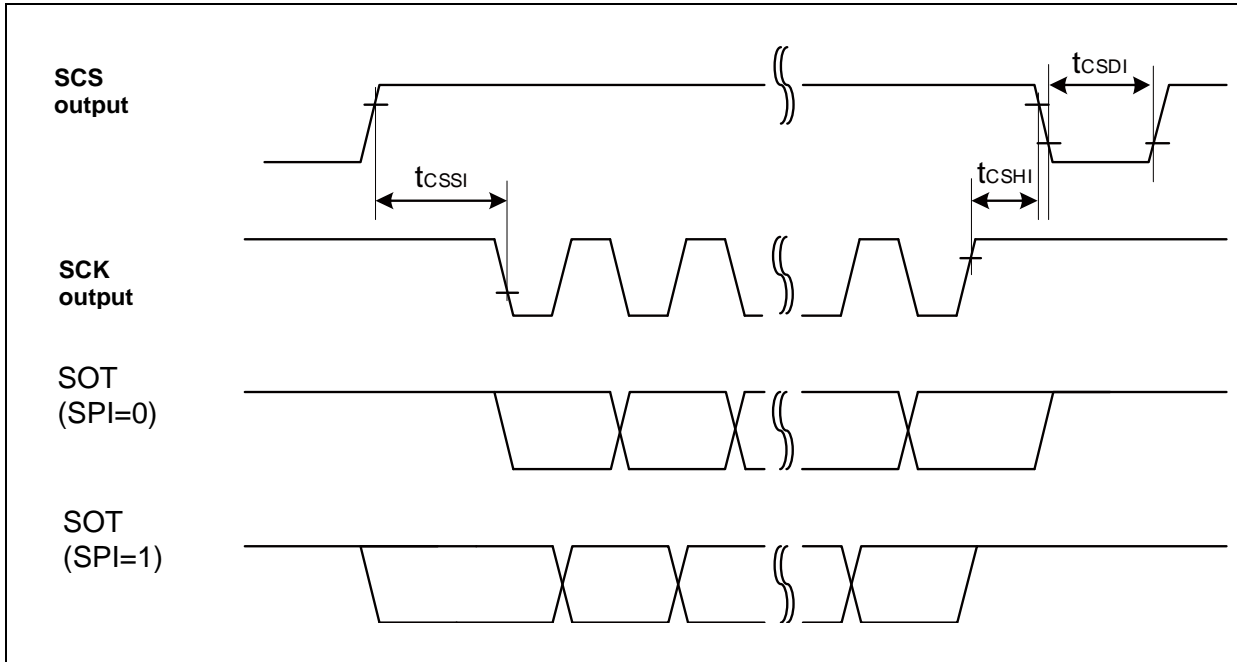 SCS
output
tCSDI
tCSSI
tCSHI
SCK
output
SOT
(SPI=0)
SOT
(SPI=1)